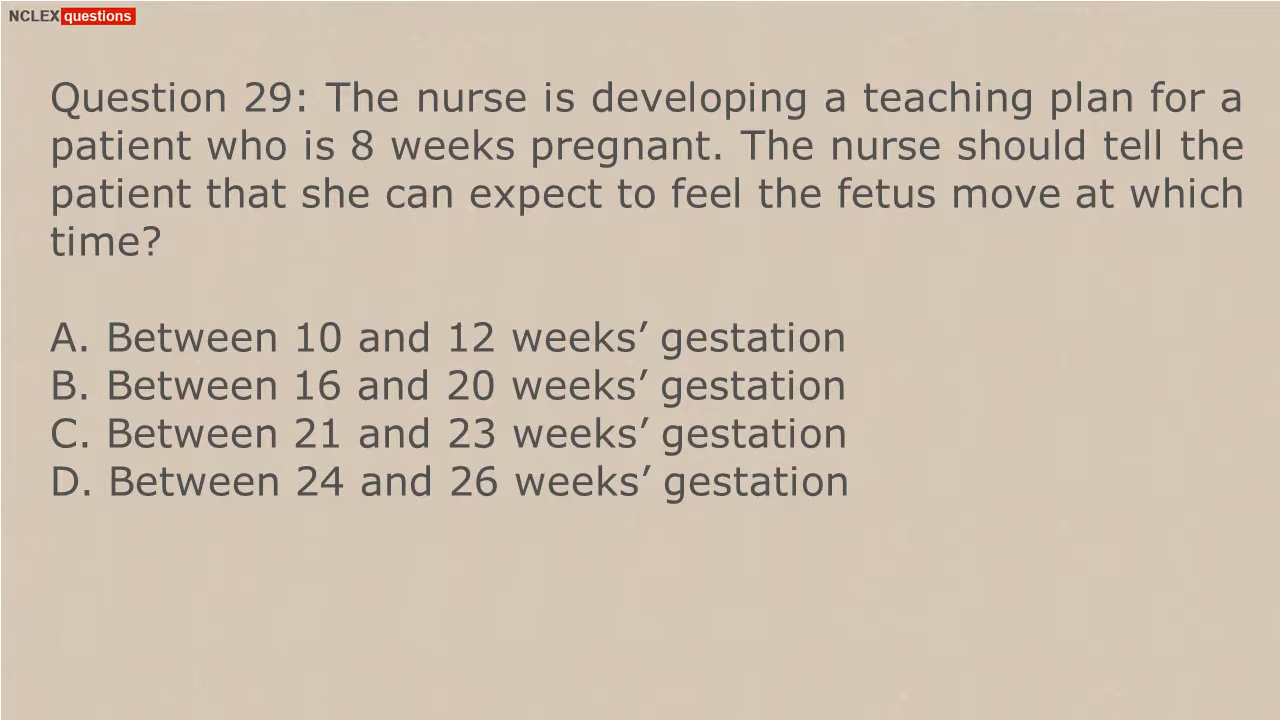 NCLEX questions
Question 29: The nurse is developing a teaching plan for a
patient who is 8 weeks pregnant. The nurse should tell the
patient that she can expect to feel the fetus move at which
time?
A. Between 10 and 12 weeks’ gestation
B. Between 16 and 20 weeks’ gestation
C. Between 21 and 23 weeks’ gestation
D. Between 24 and 26 weeks’ gestation